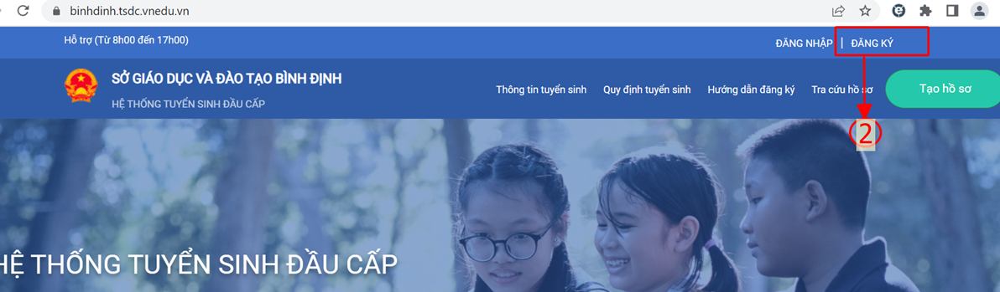 binhdinh.tsdc.vnedu.vn
Hỗ trợ (Từ 8h00 đến 17h00)
ĐĂNG NHẬP | ĐĂNG KÝ
SỞ GIÁO DỤC VÀ ĐÀO TẠO BÌNH ĐỊNH
HỆ THỐNG TUYỂN SINH ĐẦU CẤP
Thông tin tuyển sinh Quy định tuyển sinh Hướng dẫn đăng ký Tra cứu hồ sơ Tạo hồ sơ
2
HỆ THỐNG TUYỂN SINH ĐẦU CẤP